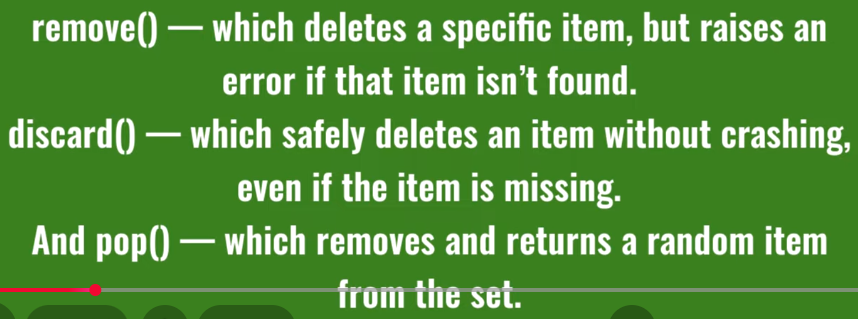 remove() — which deletes a specific item, but raises an
error if that item isn’t found.
discard() — which safely deletes an item without crashing,
even if the item is missing.
And pop() — which removes and returns a random item
from the set.